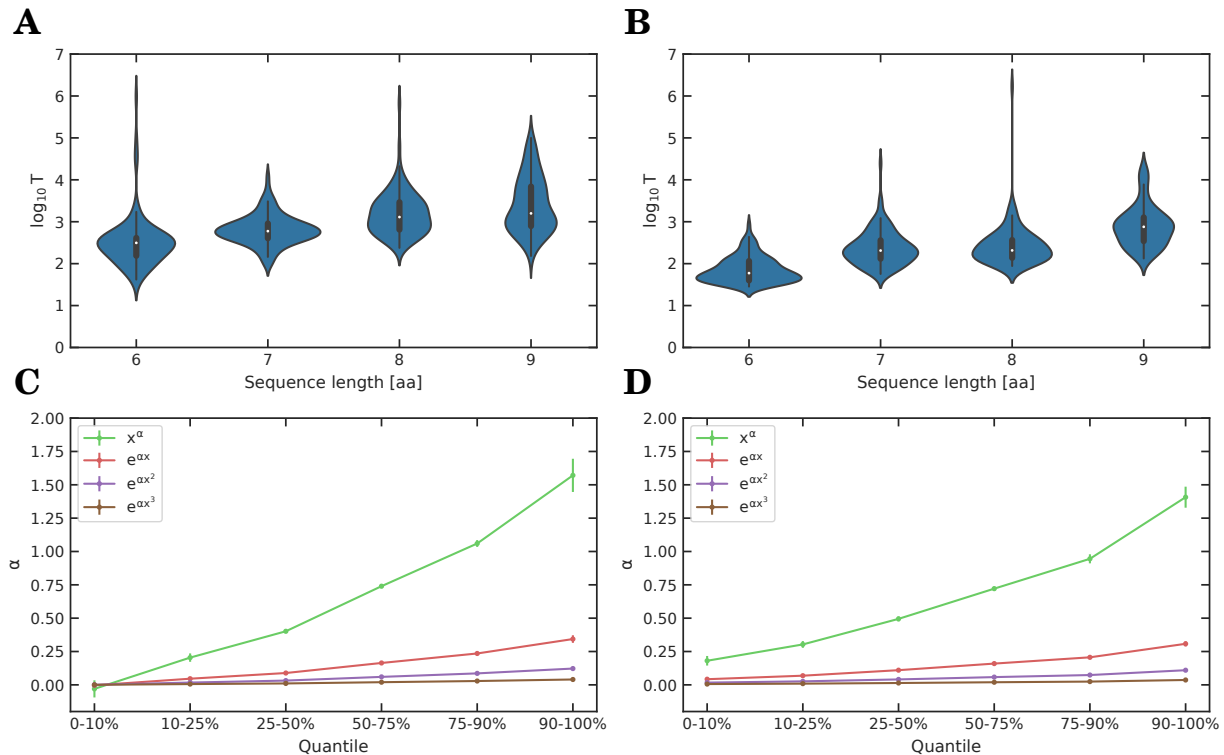 A
B
7
6
5
4
3
2
1
0
log₁₀ T
6 7 8 9
Sequence length [aa]
7
6
5
4
3
2
1
0
log₁₀ T
6 7 8 9
Sequence length [aa]
C
D
2.00
1.75
1.50
1.25
1.00
0.75
0.50
0.25
0.00
α
x^α
e^αx
e^αx²
e^αx³
0-10% 10-25% 25-50% 50-75% 75-90% 90-100%
Quantile
2.00
1.75
1.50
1.25
1.00
0.75
0.50
0.25
0.00
α
x^α
e^αx
e^αx²
e^αx³
0-10% 10-25% 25-50% 50-75% 75-90% 90-100%
Quantile